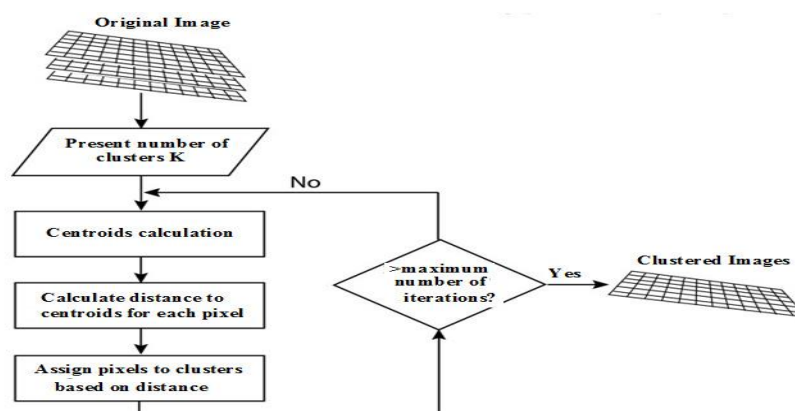 Original Image
Present number of
clusters K
No
Centroids calculation
>maximum
number of
iterations?
Yes
Clustered Images
Calculate distance to
centroids for each pixel
Assign pixels to clusters
based on distance